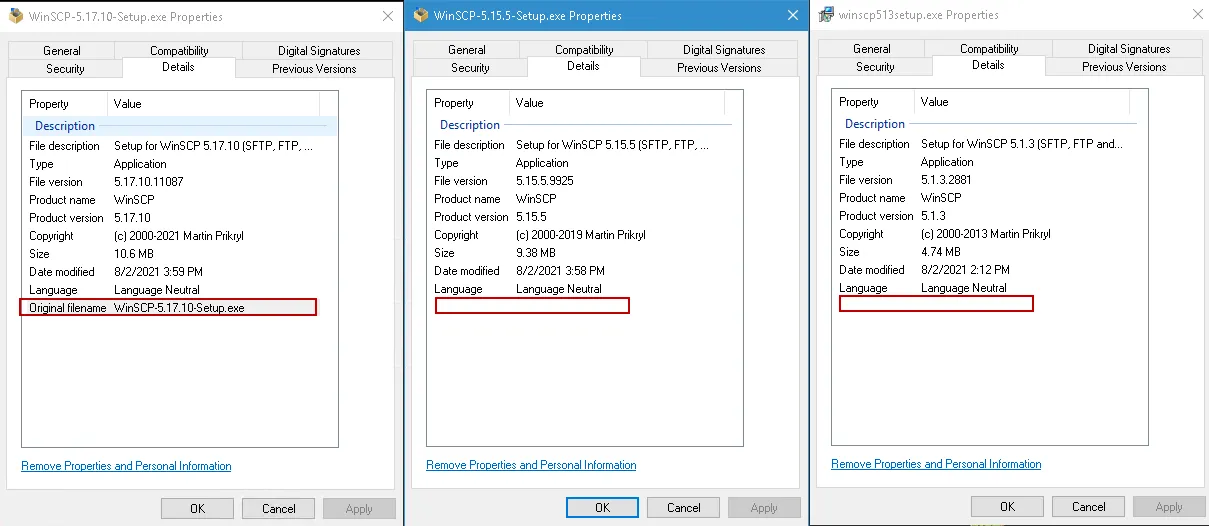 WinSCP-5.17.10-Setup.exe Properties
General Compatibility Digital Signatures
Security Details Previous Versions
Property Value
Description
File description Setup for WinSCP 5.17.10 (SFTP, FTP, ...
Type Application
File version 5.17.10.11087
Product name WinSCP
Product version 5.17.10
Copyright (c) 2000-2021 Martin Prikryl
Size 10.6 MB
Date modified 8/2/2021 3:59 PM
Language Language Neutral
Original filename WinSCP-5.17.10-Setup.exe
Remove Properties and Personal Information
OK Cancel Apply
WinSCP-5.15.5-Setup.exe Properties
General Compatibility Digital Signatures
Security Details Previous Versions
Property Value
Description
File description Setup for WinSCP 5.15.5 (SFTP, FTP, ...
Type Application
File version 5.15.5.9925
Product name WinSCP
Product version 5.15.5
Copyright (c) 2000-2019 Martin Prikryl
Size 9.38 MB
Date modified 8/2/2021 3:58 PM
Language Language Neutral
Remove Properties and Personal Information
OK Cancel Apply
winscp513setup.exe Properties
General Compatibility Digital Signatures
Security Details Previous Versions
Property Value
Description
File description Setup for WinSCP 5.1.3 (SFTP, FTP and...
Type Application
File version 5.1.3.2881
Product name WinSCP
Product version 5.1.3
Copyright (c) 2000-2013 Martin Prikryl
Size 4.74 MB
Date modified 8/2/2021 2:12 PM
Language Language Neutral
Remove Properties and Personal Information
OK Cancel Apply